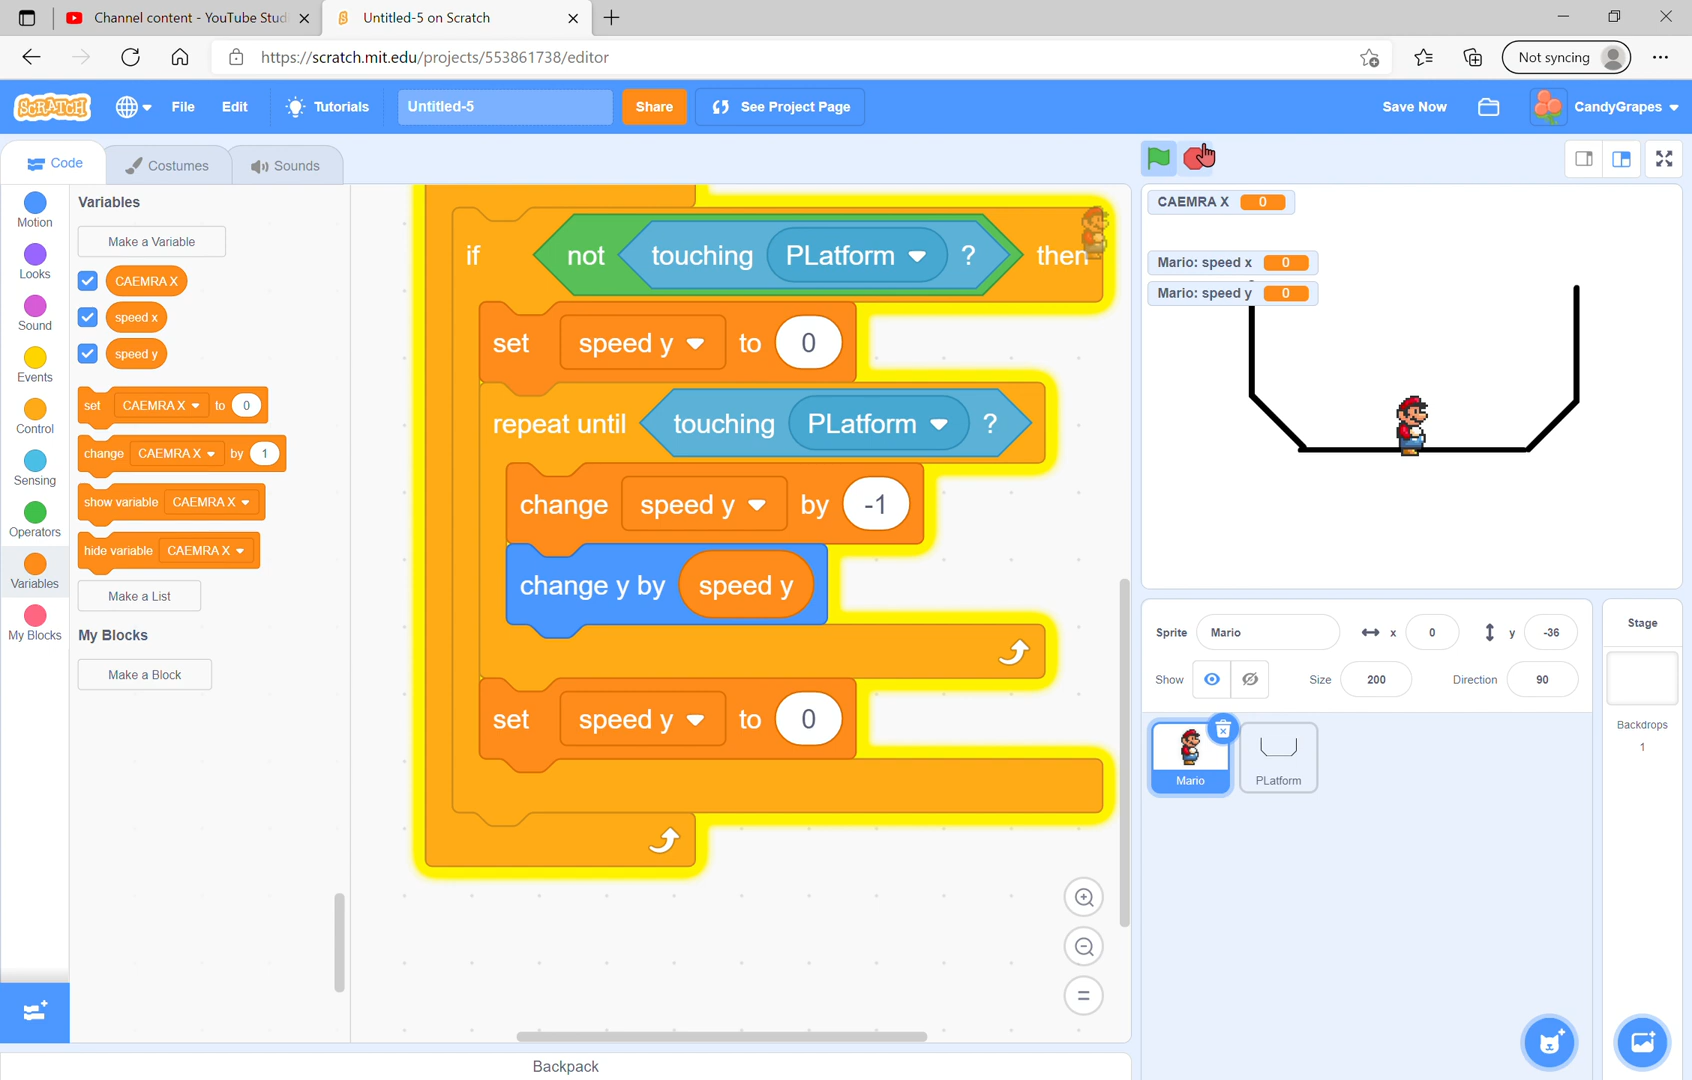 Channel content - YouTube Studi
Untitled-5 on Scratch
https://scratch.mit.edu/projects/553861738/editor
Not syncing
SCRATCH
File
Edit
Tutorials
Untitled-5
Share
See Project Page
Save Now
CandyGrapes
Code
Costumes
Sounds
Motion
Looks
Sound
Events
Control
Sensing
Operators
Variables
My Blocks
Variables
Make a Variable
CAEMRA X
speed x
speed y
set CAEMRA X to 0
change CAEMRA X by 1
show variable CAEMRA X
hide variable CAEMRA X
Make a List
My Blocks
Make a Block
if not touching PLatform ? then
set speed y to 0
repeat until touching PLatform ?
change speed y by -1
change y by speed y
set speed y to 0
Backpack
CAEMRA X 0
Mario: speed x 0
Mario: speed y 0
Sprite Mario x 0 y -36
Show Size 200 Direction 90
Mario
PLatform
Stage
Backdrops
1